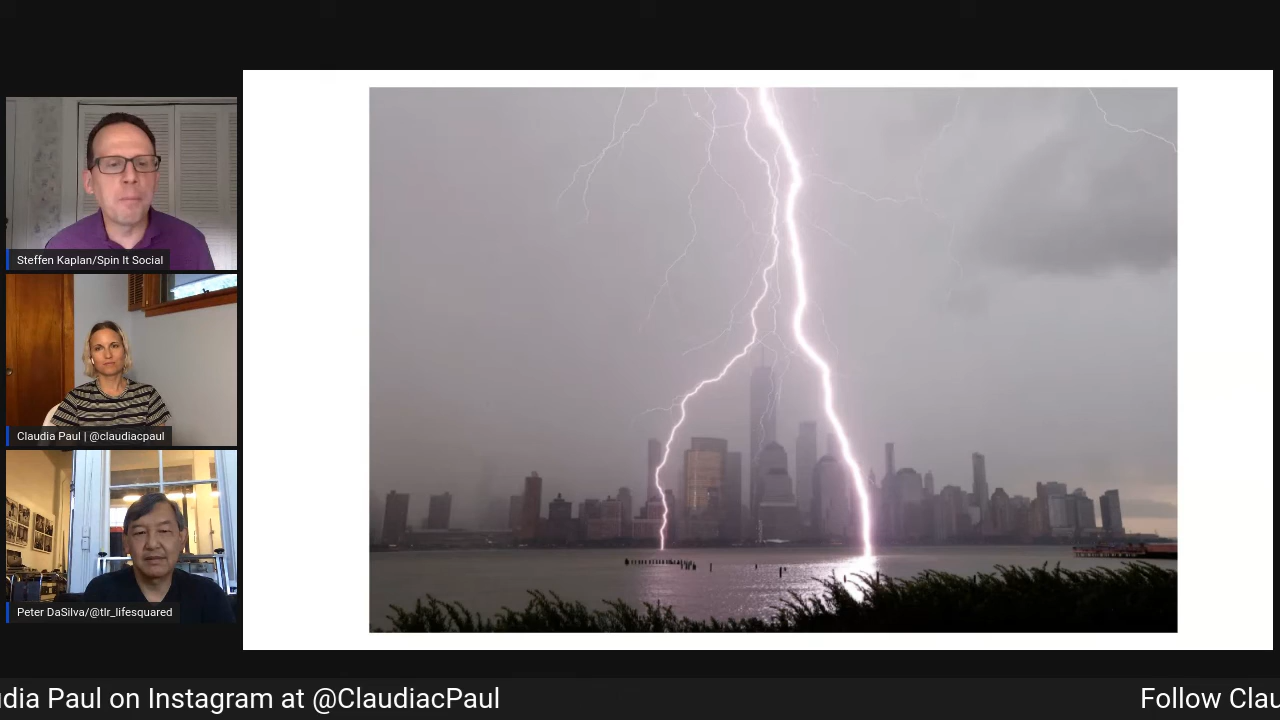 Steffen Kaplan/Spin It Social
Claudia Paul | @claudiacpaul
Peter DaSilva/@tlr_lifesquared
dia Paul on Instagram at @ClaudiacPaul
Follow Clau